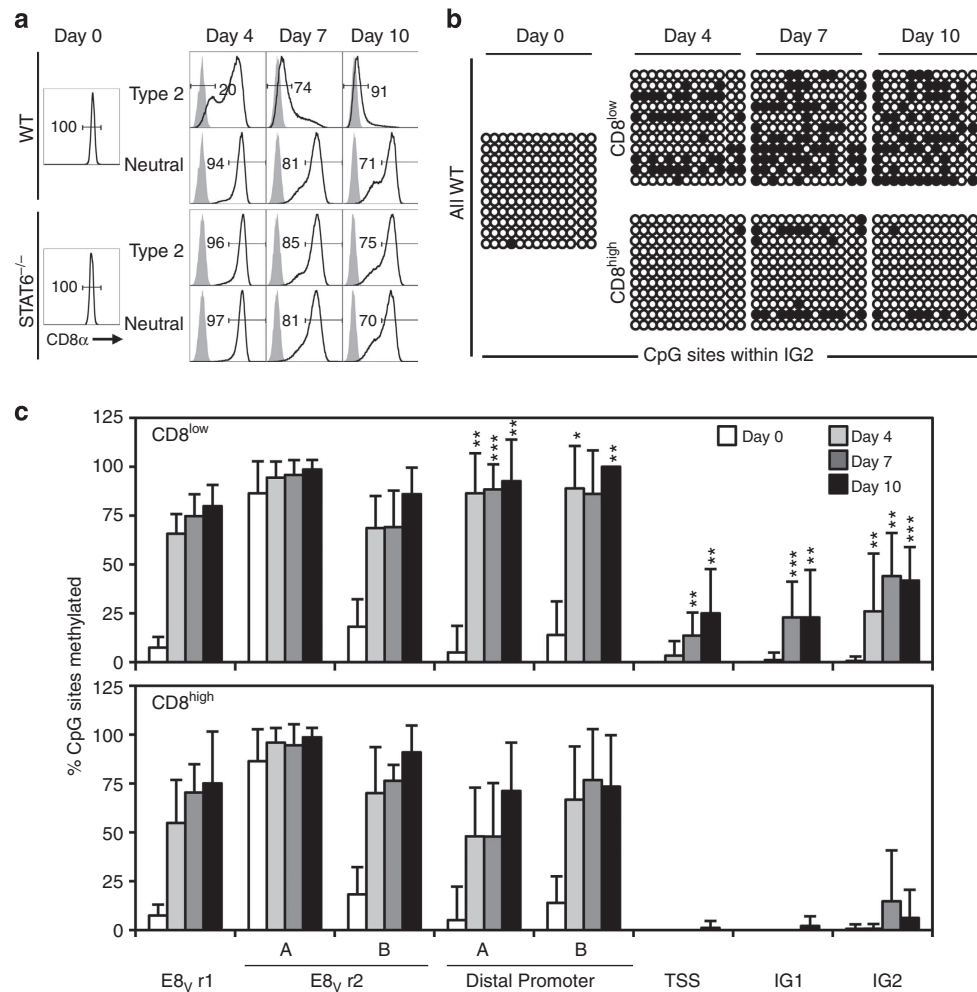 a
Day 0
Day 4
Day 7
Day 10
WT
100
Type 2
20
74
91
Neutral
94
81
71
STAT6–/–
100
CD8α
Type 2
96
85
75
Neutral
97
81
70
b
Day 0
Day 4
Day 7
Day 10
All WT
CD8low
CD8high
CpG sites within IG2
c
% CpG sites methylated
125
100
75
50
25
0
CD8low
** *** **
* **
** **
*** **
** ** ***
Day 0
Day 4
Day 7
Day 10
125
100
75
50
25
0
CD8high
A B A B
E8V r1 E8V r2 Distal Promoter TSS IG1 IG2